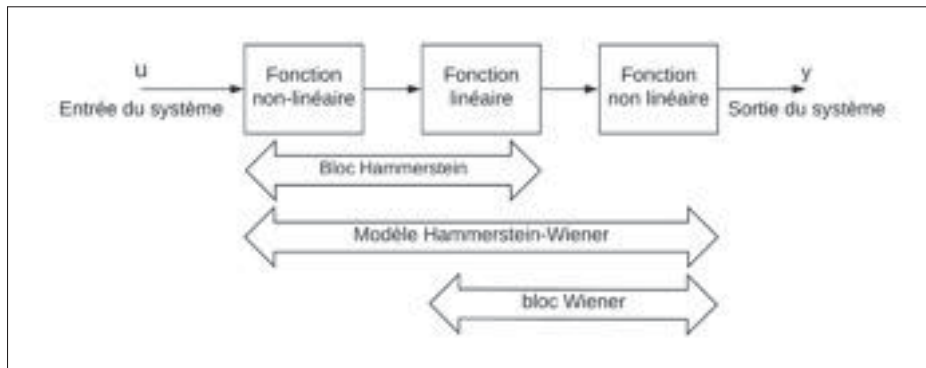 u
Entrée du système
Fonction
non-linéaire
Fonction
linéaire
Fonction
non linéaire
y
Sortie du système
Bloc Hammerstein
Modèle Hammerstein-Wiener
bloc Wiener